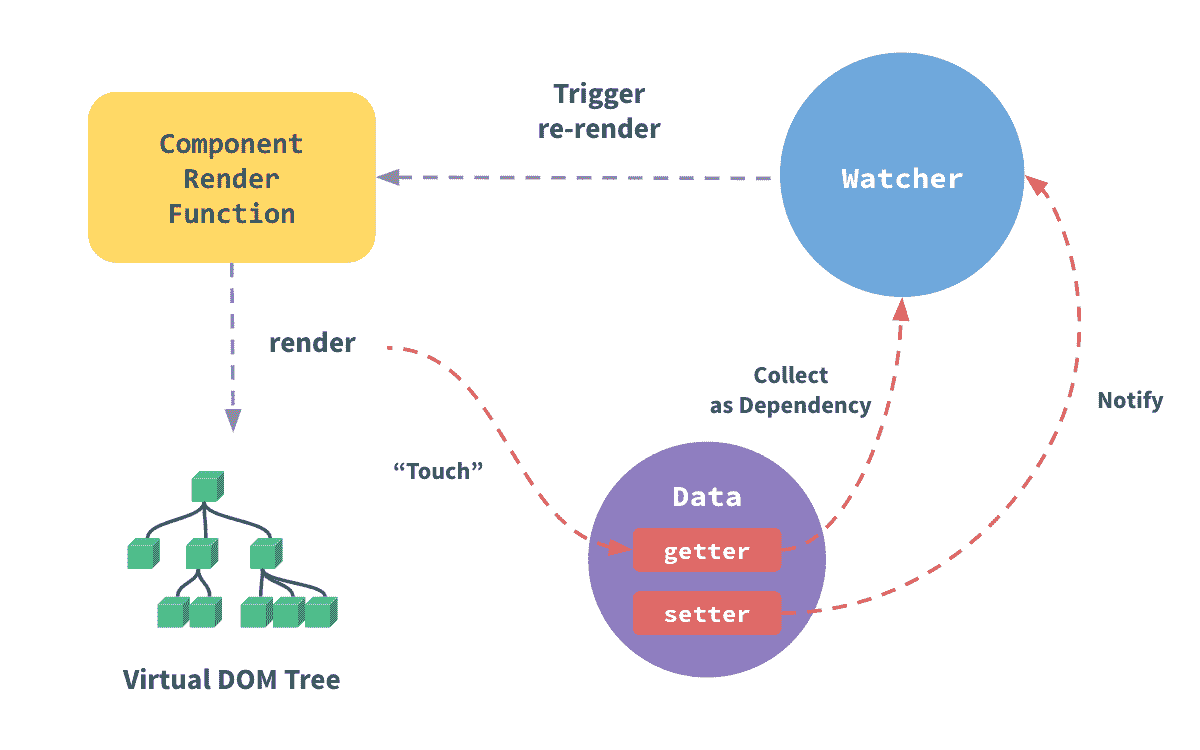 Trigger
re-render
Component
Render
Function
Watcher
render
Collect
as Dependency
Notify
“Touch”
Data
getter
setter
Virtual DOM Tree